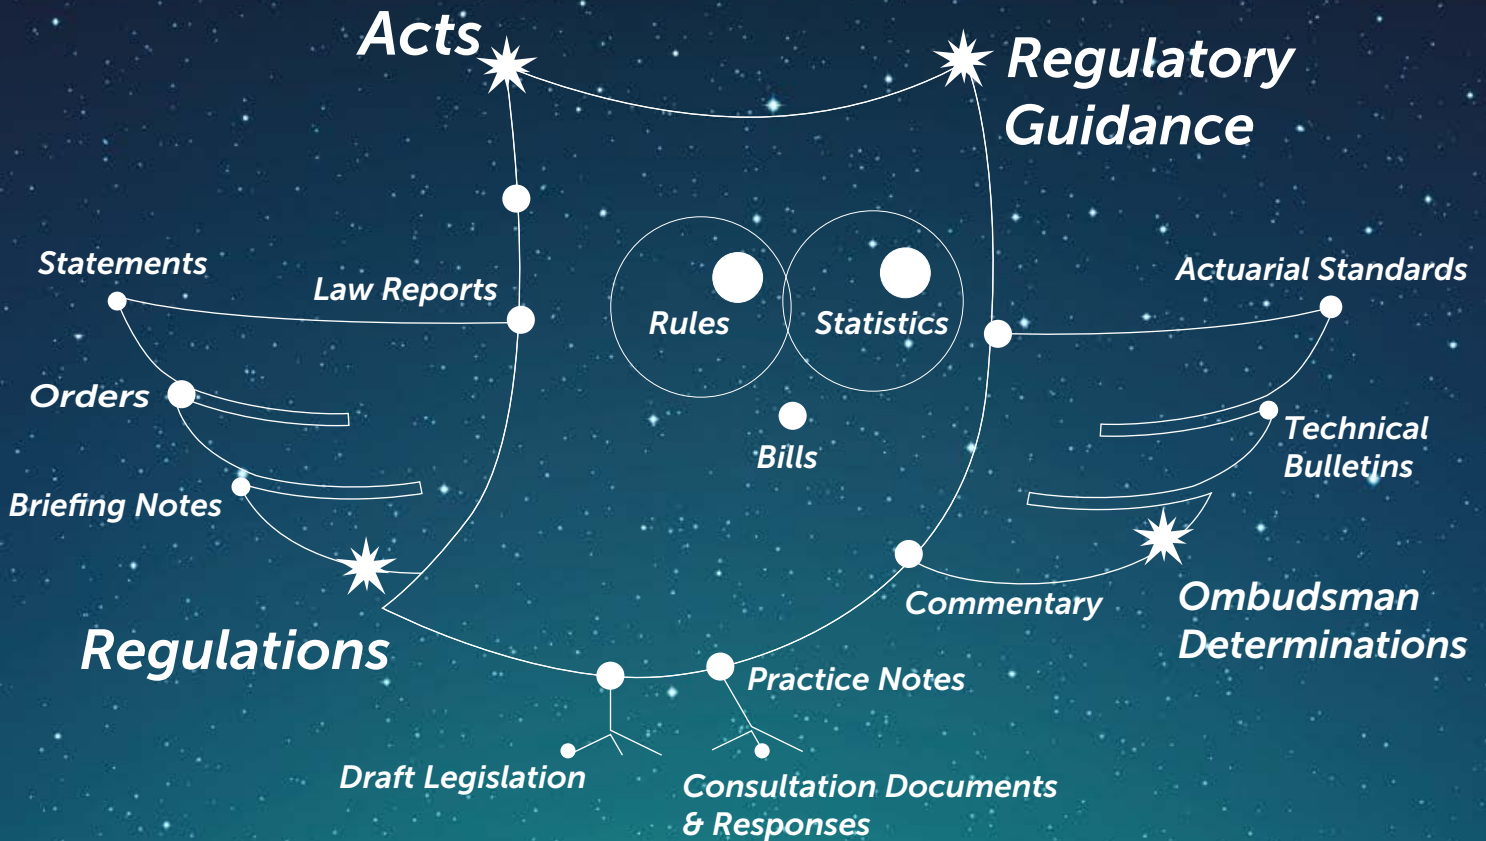 Acts
Regulatory
Guidance
Statements
Law Reports
Rules
Statistics
Actuarial Standards
Orders
Bills
Technical
Bulletins
Briefing Notes
Commentary
Ombudsman
Determinations
Regulations
Practice Notes
Draft Legislation
Consultation Documents
& Responses